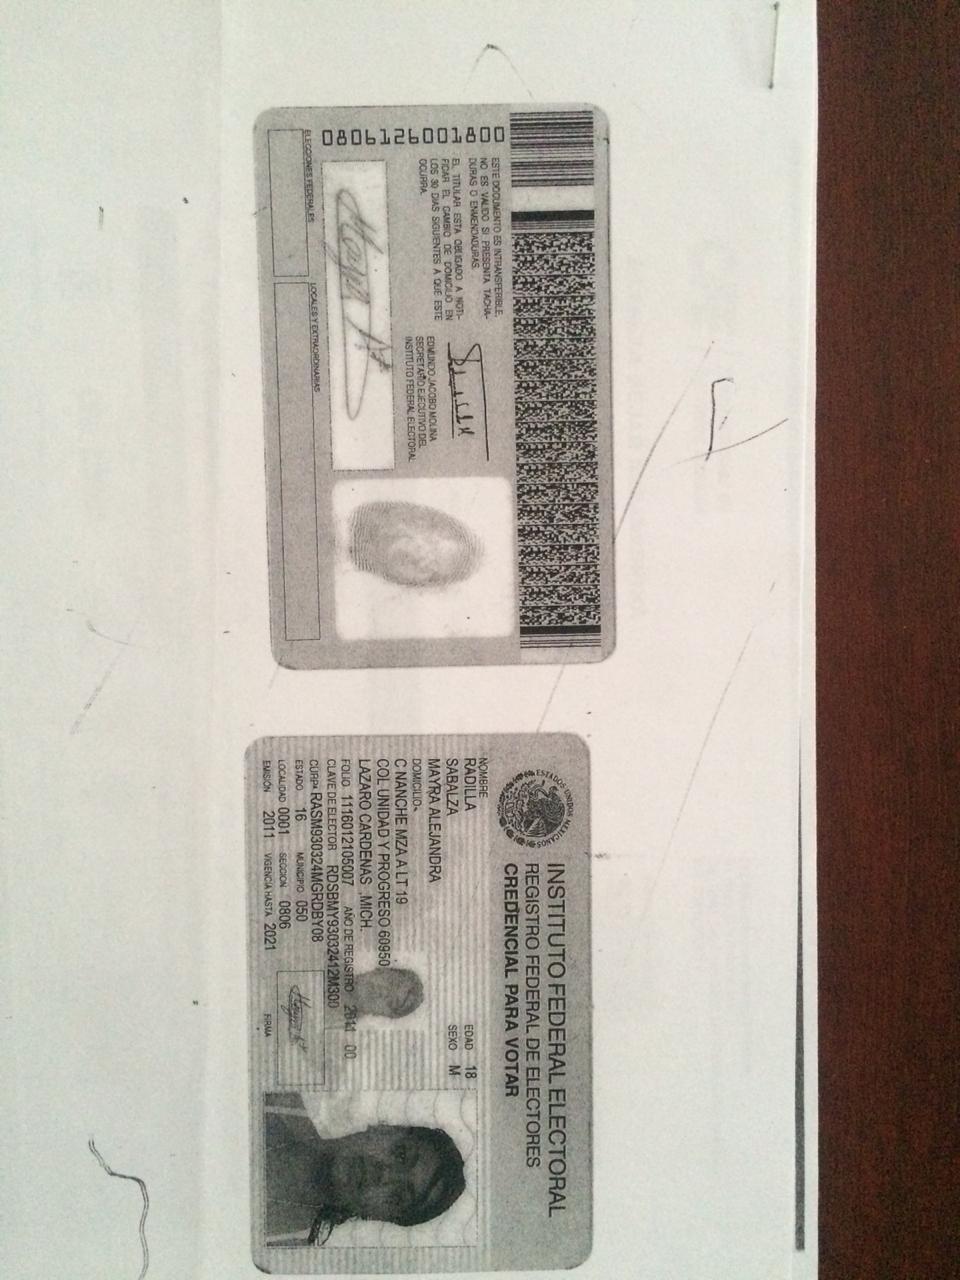 ESTE DOCUMENTO ES INTRANSFERIBLE,
NO ES VALIDO SI PRESENTA TACHA-
DURAS O ENMENDADURAS.
EL TITULAR ESTA OBLIGADO A NOTI-
FICAR EL CAMBIO DE DOMICILIO EN
LOS 30 DIAS SIGUIENTES A QUE ESTE
OCURRA.
EDMUNDO JACOBO MOLINA
SECRETARIO EJECUTIVO DEL
INSTITUTO FEDERAL ELECTORAL
0806126001800
Mayra A
ELECCIONES FEDERALES
LOCALES Y EXTRAORDINARIAS
ESTADOS UNIDOS MEXICANOS
INSTITUTO FEDERAL ELECTORAL
REGISTRO FEDERAL DE ELECTORES
CREDENCIAL PARA VOTAR
NOMBRE
RADILLA
SABALZA
MAYRA ALEJANDRA
EDAD 18
SEXO M
DOMICILIO
C NANCHE MZA A LT 19
COL UNIDAD Y PROGRESO 60950
LAZARO CARDENAS ,MICH.
FOLIO 1116012105007 AÑO DE REGISTRO 2011 00
CLAVE DE ELECTOR RDSBMY93032412M300
CURP RASM930324MGRDBY08
ESTADO 16 MUNICIPIO 050
LOCALIDAD 0001 SECCION 0806
EMISIÓN 2011 VIGENCIA HASTA 2021
FIRMA